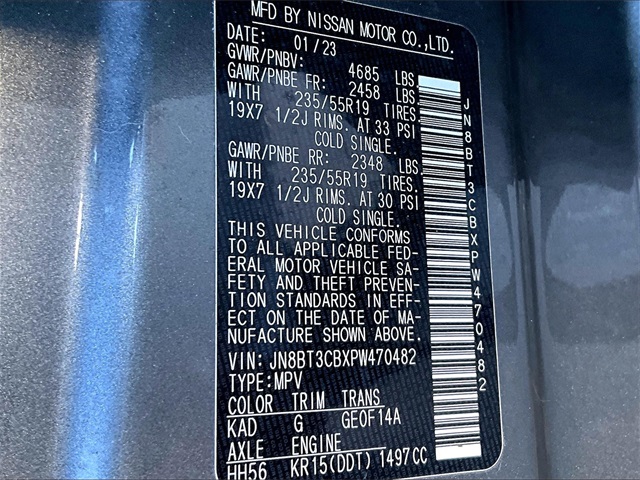 MFD BY NISSAN MOTOR CO.,LTD.
DATE: 01/23
GVWR/PNBV: 4685 LBS
GAWR/PNBE FR: 2458 LBS.
WITH 235/55R19 TIRES.
19X7 1/2J RIMS. AT 33 PSI
COLD SINGLE.
GAWR/PNBE RR: 2348 LBS.
WITH 235/55R19 TIRES.
19X7 1/2J RIMS. AT 30 PSI
COLD SINGLE.
THIS VEHICLE CONFORMS
TO ALL APPLICABLE FED-
ERAL MOTOR VEHICLE SA-
FETY AND THEFT PREVEN-
TION STANDARDS IN EFF-
ECT ON THE DATE OF MA-
NUFACTURE SHOWN ABOVE.
VIN: JN8BT3CBXPW470482
TYPE:MPV
COLOR TRIM TRANS
KAD G GE0F14A
AXLE ENGINE
HH56 KR15(DDT) 1497CC
JN8BT3CBXPW470482